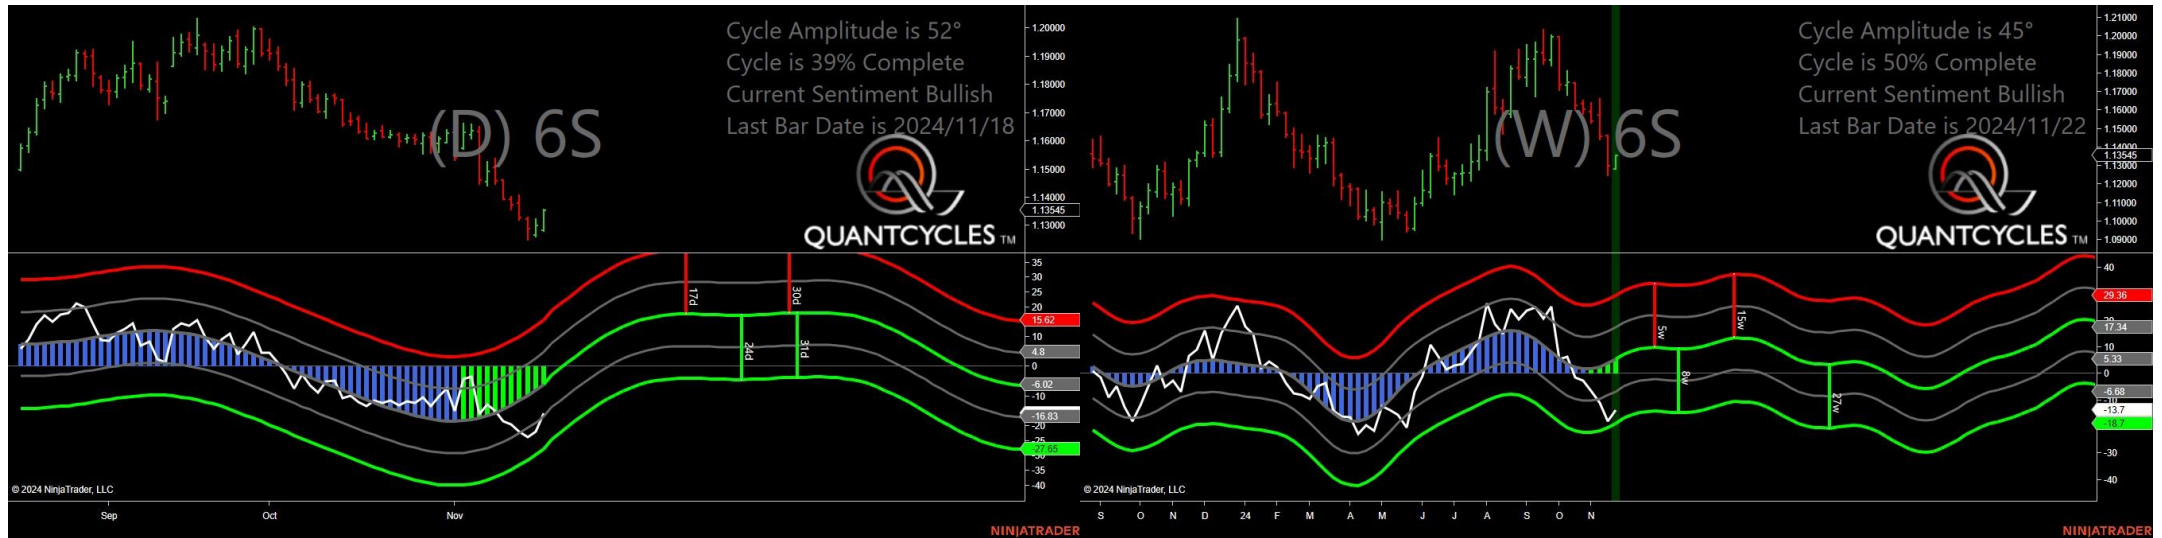 Cycle Amplitude is 52°
Cycle is 39% Complete
Current Sentiment Bullish
Last Bar Date is 2024/11/18
(D) 6S
QUANTCYCLES TM
1.20000
1.19000
1.18000
1.17000
1.16000
1.15000
1.14000
1.13545
1.13000
17d
30d
24d
31d
35
30
25
20
15.62
10
4.8
0
-6.02
-10
-16.83
-20
-25
-27.65
-30
-35
-40
© 2024 NinjaTrader, LLC
Sep
Oct
Nov
NINJATRADER
Cycle Amplitude is 45°
Cycle is 50% Complete
Current Sentiment Bullish
Last Bar Date is 2024/11/22
(W) 6S
QUANTCYCLES TM
1.21000
1.20000
1.19000
1.18000
1.17000
1.16000
1.15000
1.14000
1.13545
1.13000
1.12000
1.11000
1.10000
1.09000
5w
15w
8w
27w
40
29.36
20
17.34
10
5.33
0
-6.68
-10
-13.7
-18.7
-30
-40
© 2024 NinjaTrader, LLC
S O N D 24 F M A M J J A S O N
NINJATRADER